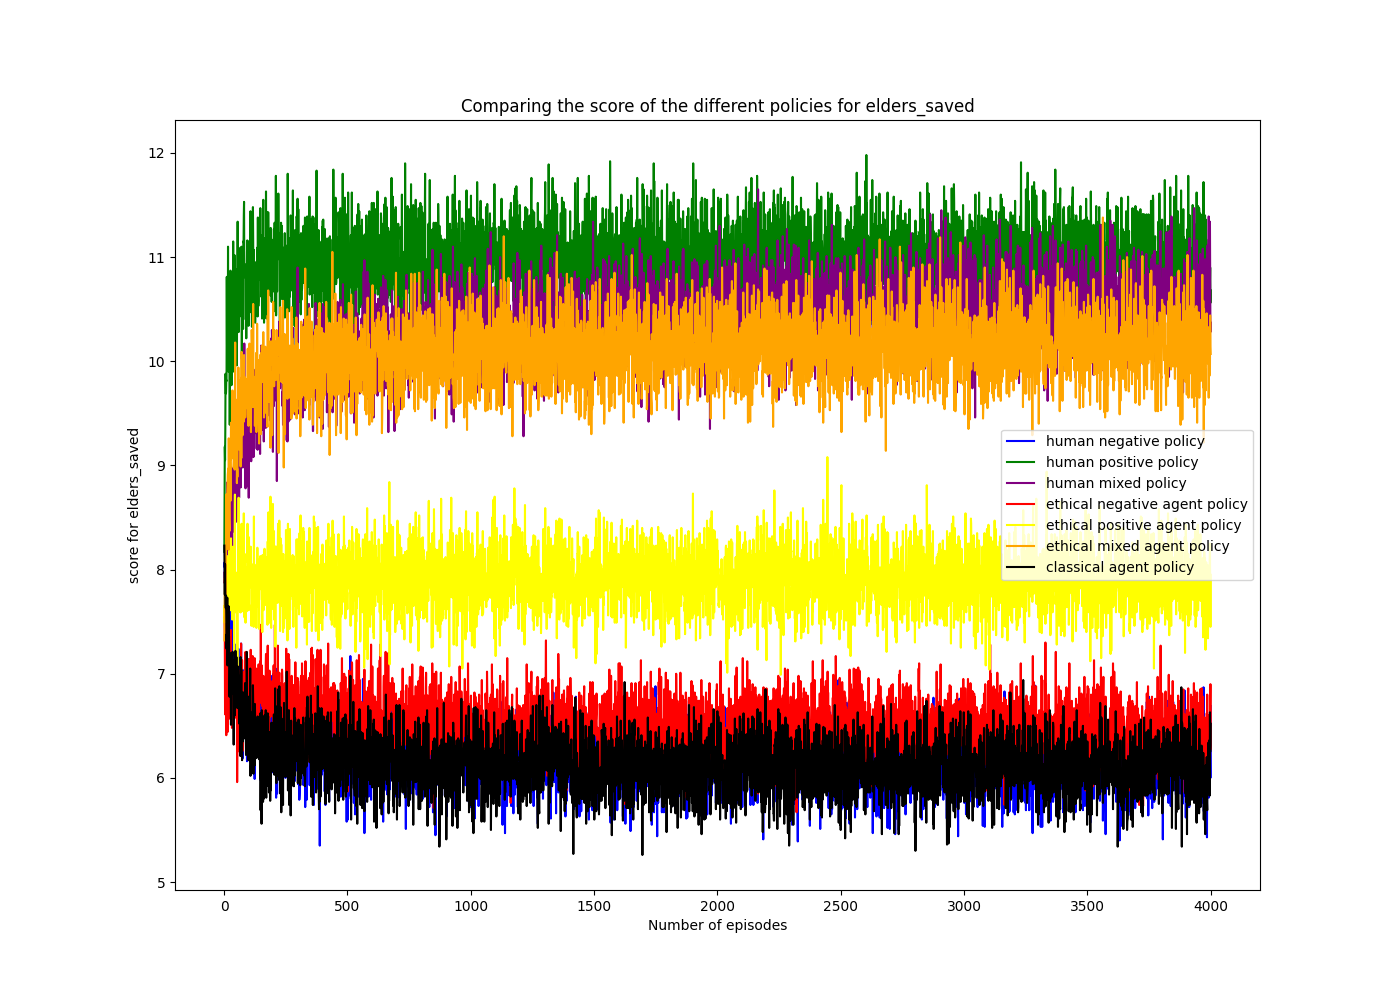 Comparing the score of the different policies for elders_saved
12
11
10
9
8
7
6
5
score for elders_saved
human negative policy
human positive policy
human mixed policy
ethical negative agent policy
ethical positive agent policy
ethical mixed agent policy
classical agent policy
0
500
1000
1500
2000
2500
3000
3500
4000
Number of episodes